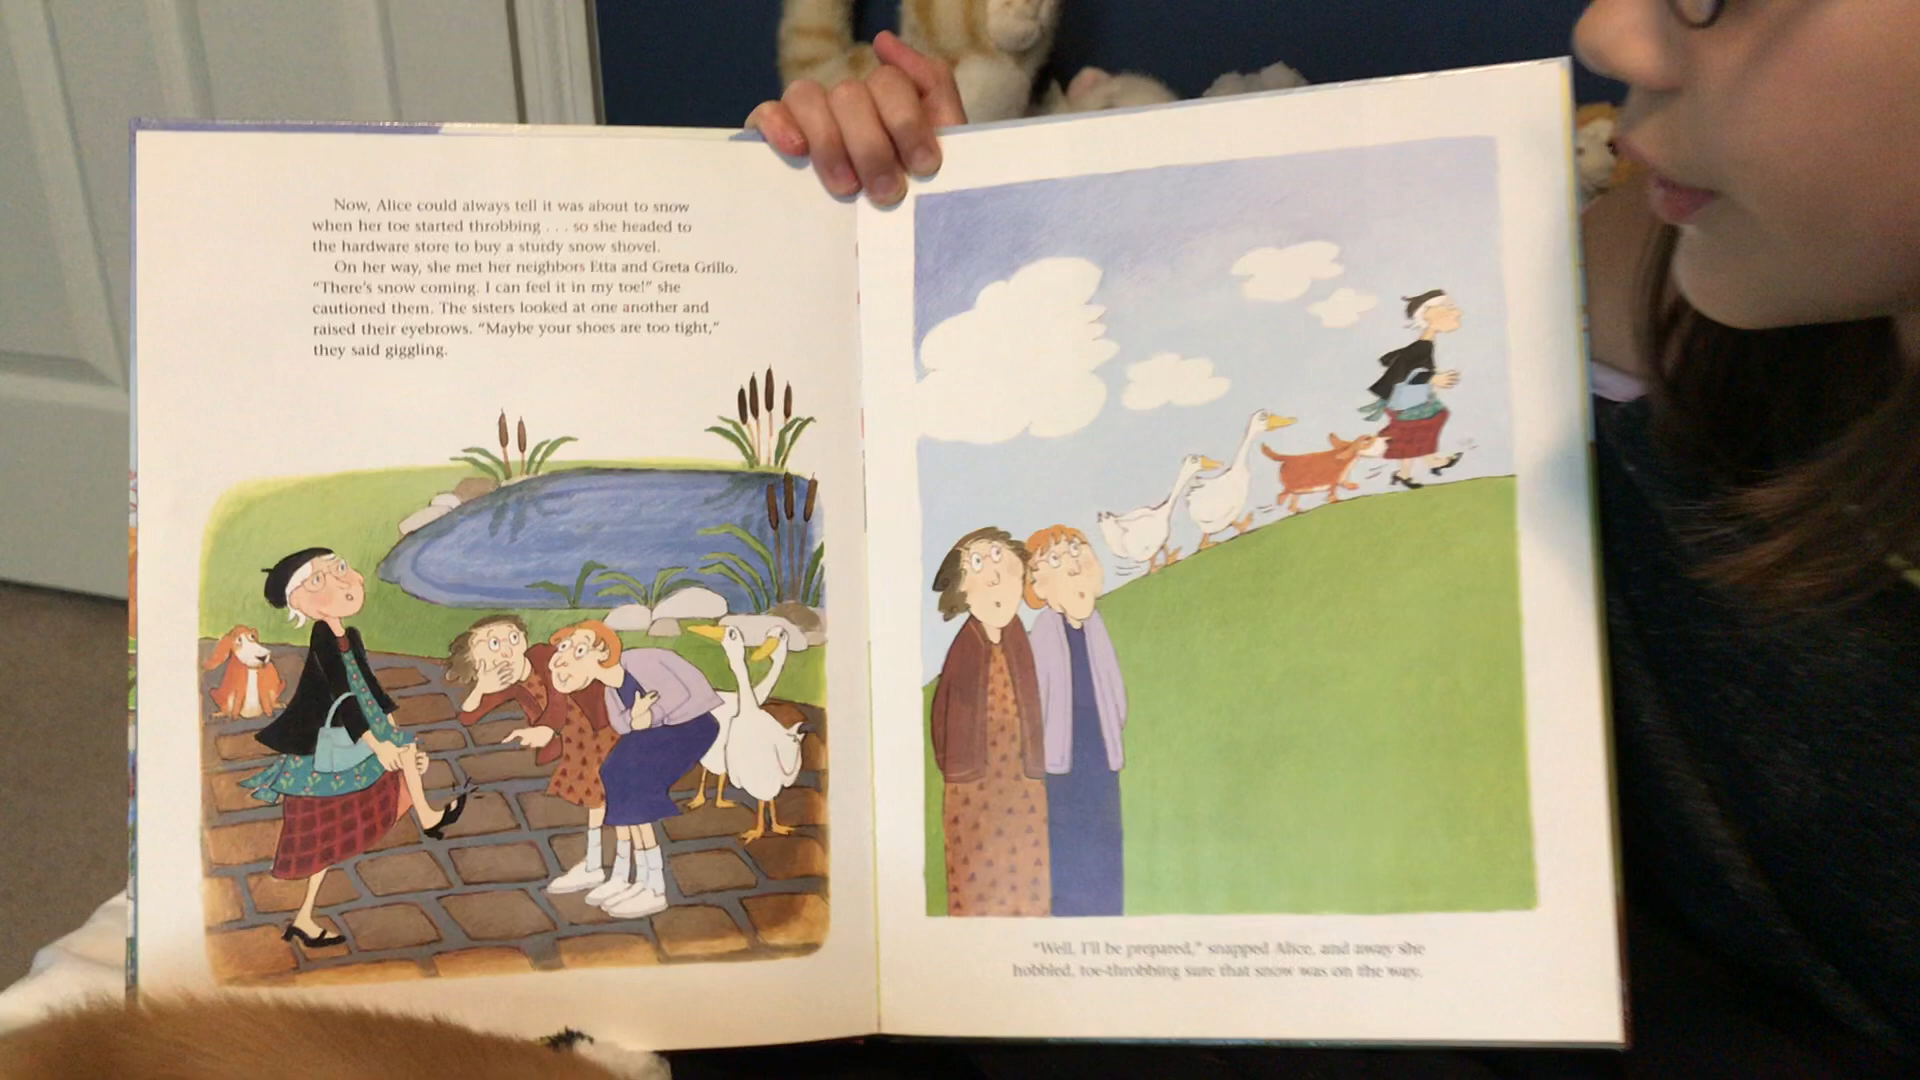 Now, Alice could always tell it was about to snow
when her toe started throbbing . . . so she headed to
the hardware store to buy a sturdy snow shovel.
On her way, she met her neighbors Etta and Greta Grillo.
“There’s snow coming. I can feel it in my toe!” she
cautioned them. The sisters looked at one another and
raised their eyebrows. “Maybe your shoes are too tight,”
they said giggling.
“Well, I’ll be prepared,” snapped Alice, and away she
hobbled, toe-throbbing sure that snow was on the way.